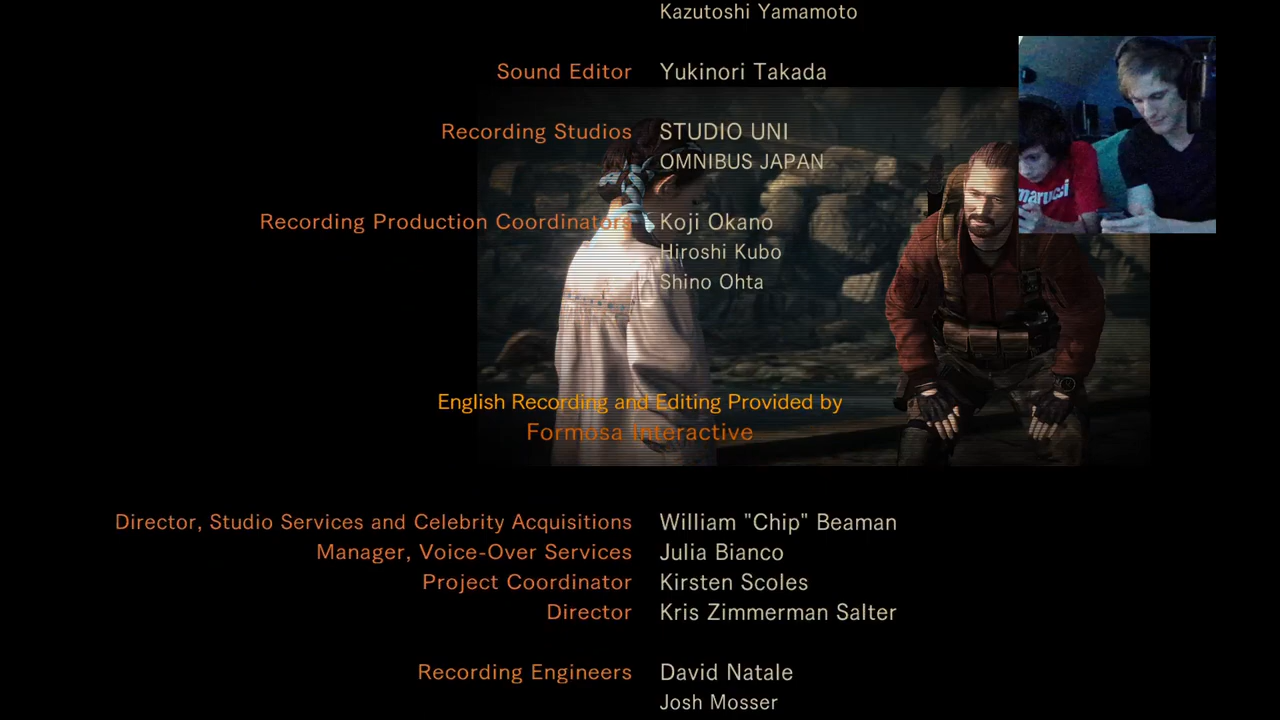 Kazutoshi Yamamoto
Sound Editor Yukinori Takada
Recording Studios STUDIO UNI
OMNIBUS JAPAN
Recording Production Coordinators Koji Okano
Hiroshi Kubo
Shino Ohta
English Recording and Editing Provided by
Formosa Interactive
Director, Studio Services and Celebrity Acquisitions William "Chip" Beaman
Manager, Voice-Over Services Julia Bianco
Project Coordinator Kirsten Scoles
Director Kris Zimmerman Salter
Recording Engineers David Natale
Josh Mosser
marucci